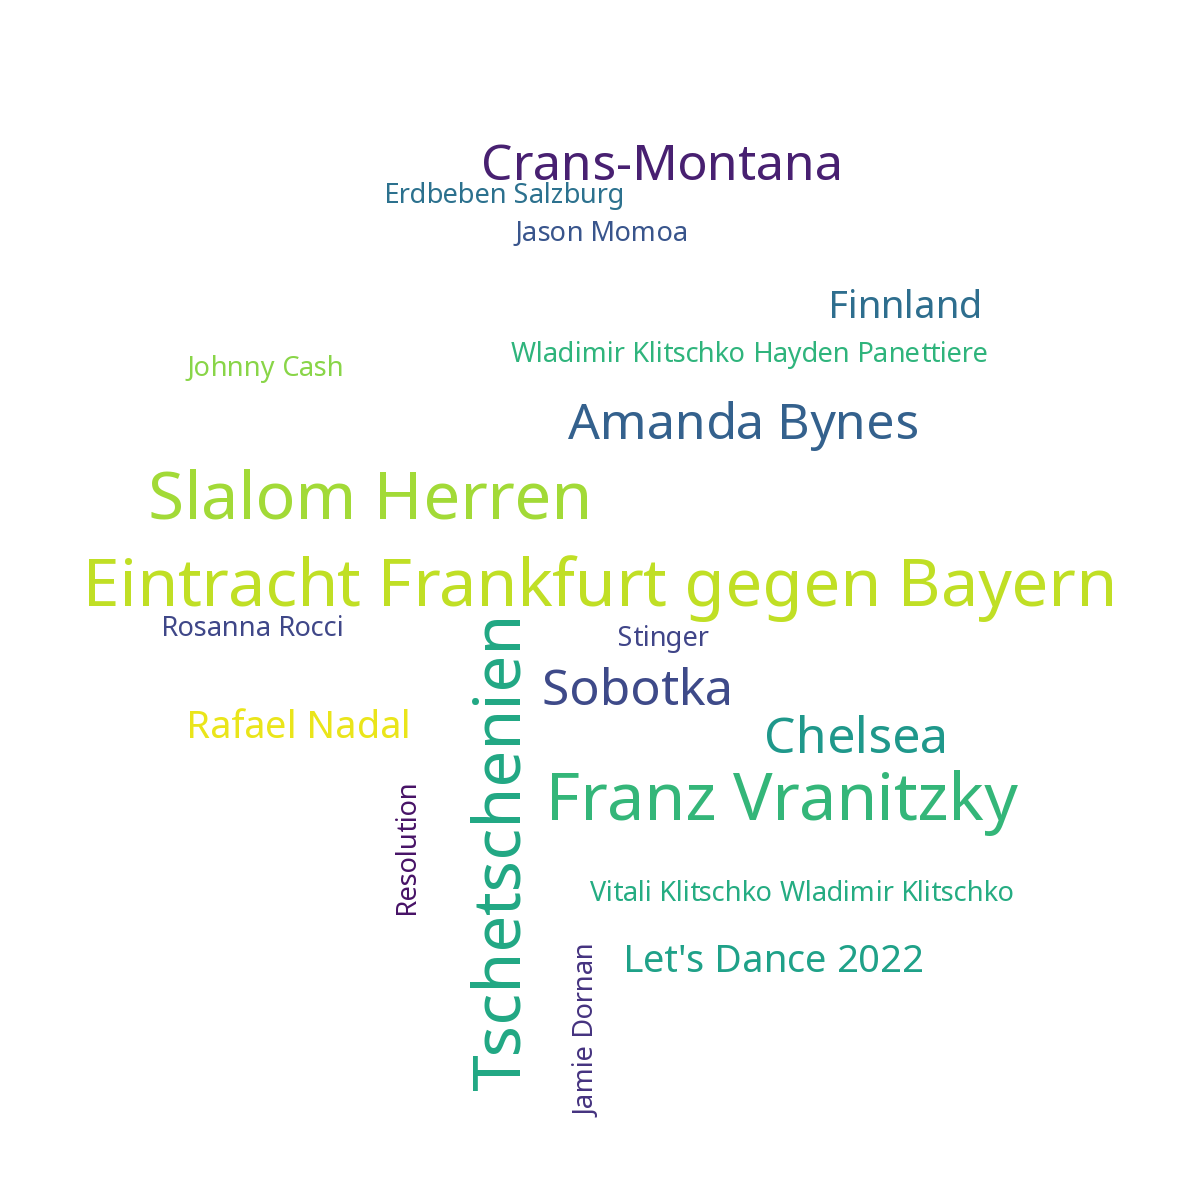 Crans-Montana
Erdbeben Salzburg
Jason Momoa
Finnland
Wladimir Klitschko Hayden Panettiere
Johnny Cash
Amanda Bynes
Slalom Herren
Eintracht Frankfurt gegen Bayern
Rosanna Rocci
Stinger
Tschetschenien
Sobotka
Rafael Nadal
Chelsea
Franz Vranitzky
Resolution
Vitali Klitschko Wladimir Klitschko
Let's Dance 2022
Jamie Dornan